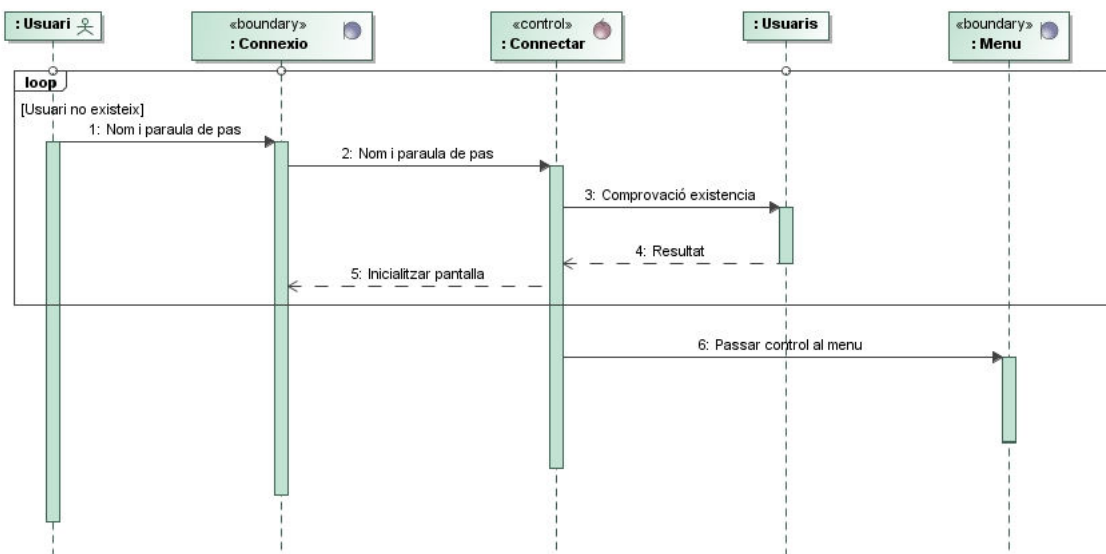 : Usuari
«boundary»
: Connexio
«control»
: Connectar
: Usuaris
«boundary»
: Menu
loop
[Usuari no existeix]
1: Nom i paraula de pas
2: Nom i paraula de pas
3: Comprovació existencia
4: Resultat
5: Inicialitzar pantalla
6: Passar control al menu